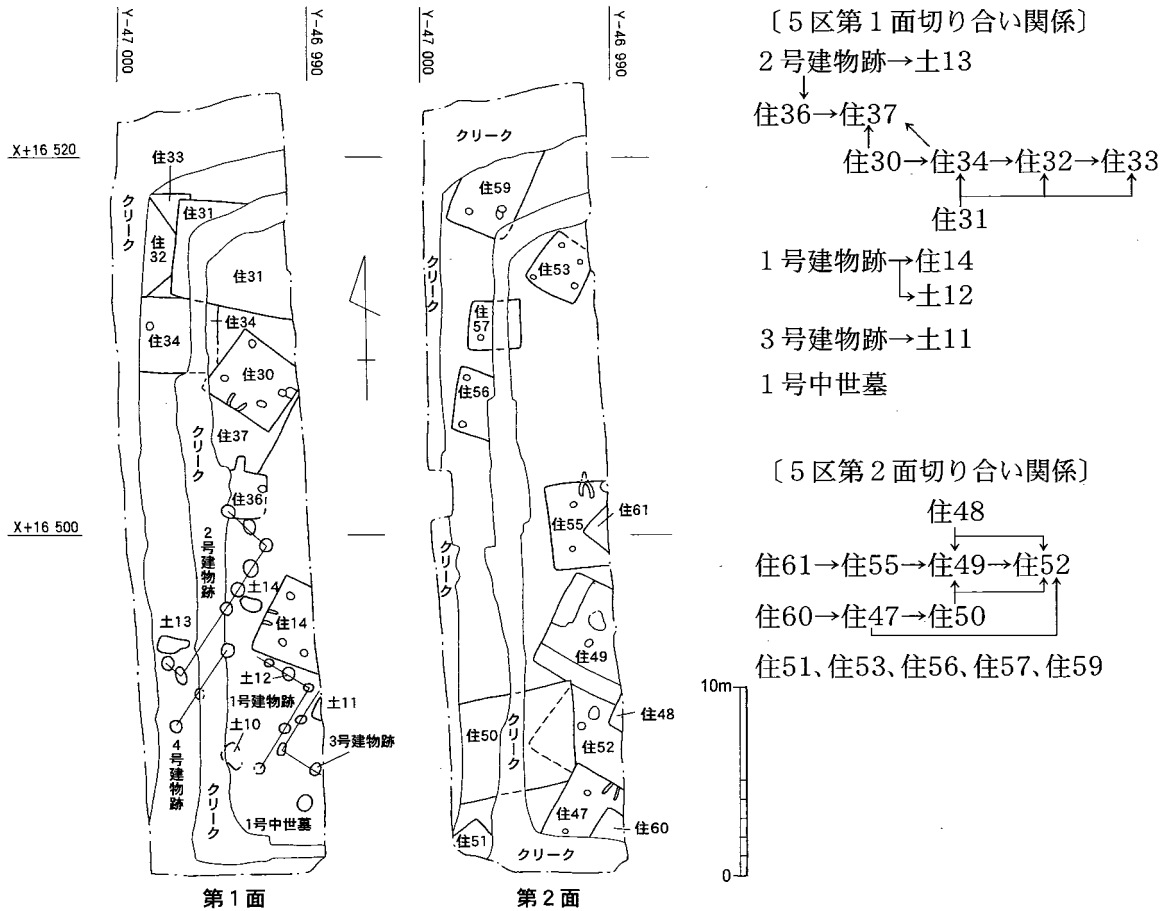 Y-47 000
Y-46 990
Y-47 000
Y-46 990
X+16 520
X+16 500
クリーク
住33
住31
住32
住31
住34
住34
住30
住37
クリーク
住36
2号建物跡
土14
住14
土13
土12
1号建物跡
土11
土10
3号建物跡
4号建物跡
クリーク
1号中世墓
第1面
クリーク
住59
クリーク
住53
住57
住56
住55
住61
クリーク
住49
住48
住50
クリーク
住52
住47
住60
住51
クリーク
第2面
10m
0
〔5区第1面切り合い関係〕
2号建物跡→土13
↓
住36→住37
住30→住34→住32→住33
住31
1号建物跡→住14
→土12
3号建物跡→土11
1号中世墓
〔5区第2面切り合い関係〕
住48
住61→住55→住49→住52
住60→住47→住50
住51、住53、住56、住57、住59